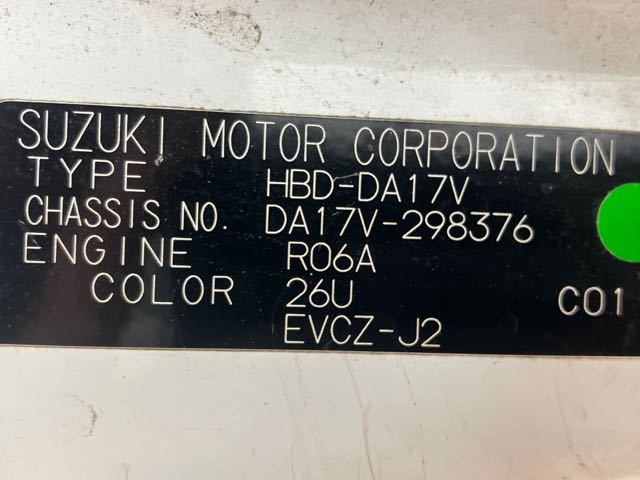 SUZUKI MOTOR CORPORATION
TYPE HBD-DA17V
CHASSIS NO. DA17V-298376
ENGINE R06A
COLOR 26U C01
EVCZ-J2